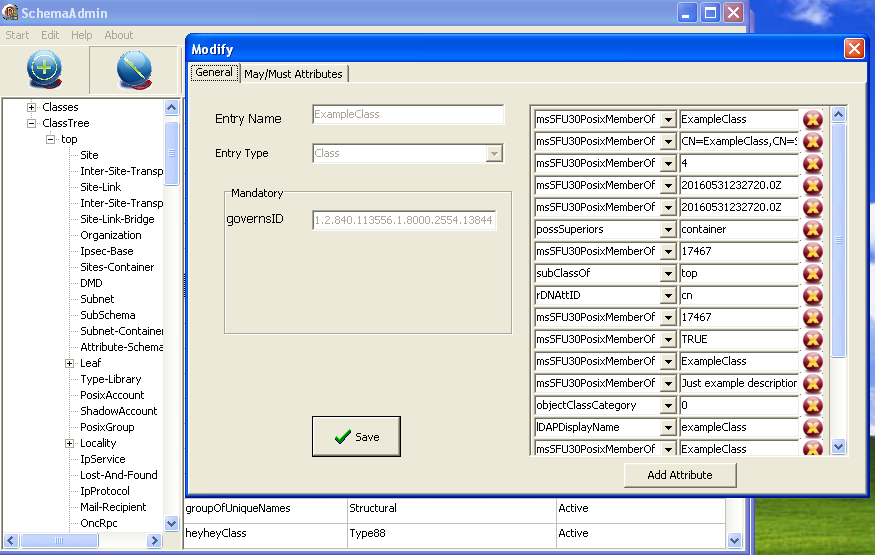 SchemaAdmin
Start Edit Help About
Classes
ClassTree
top
Site
Inter-Site-Transp
Site-Link
Inter-Site-Transp
Site-Link-Bridge
Organization
Ipsec-Base
Sites-Container
DMD
Subnet
SubSchema
Subnet-Container
Attribute-Schema
Leaf
Type-Library
PosixAccount
ShadowAccount
PosixGroup
Locality
IpService
Lost-And-Found
IpProtocol
Mail-Recipient
OncRpc
Modify
General May/Must Attributes
Entry Name ExampleClass
Entry Type Class
Mandatory
governsID 1.2.840.113556.1.8000.2554.13844
Save
msSFU30PosixMemberOf ExampleClass
msSFU30PosixMemberOf CN=ExampleClass,CN=S
msSFU30PosixMemberOf 4
msSFU30PosixMemberOf 20160531232720.0Z
msSFU30PosixMemberOf 20160531232720.0Z
possSuperiors container
msSFU30PosixMemberOf 17467
subClassOf top
rDNAttID cn
msSFU30PosixMemberOf 17467
msSFU30PosixMemberOf TRUE
msSFU30PosixMemberOf ExampleClass
msSFU30PosixMemberOf Just example description
objectClassCategory 0
lDAPDisplayName exampleClass
msSFU30PosixMemberOf ExampleClass
Add Attribute
groupOfUniqueNames Structural Active
heyheyClass Type88 Active